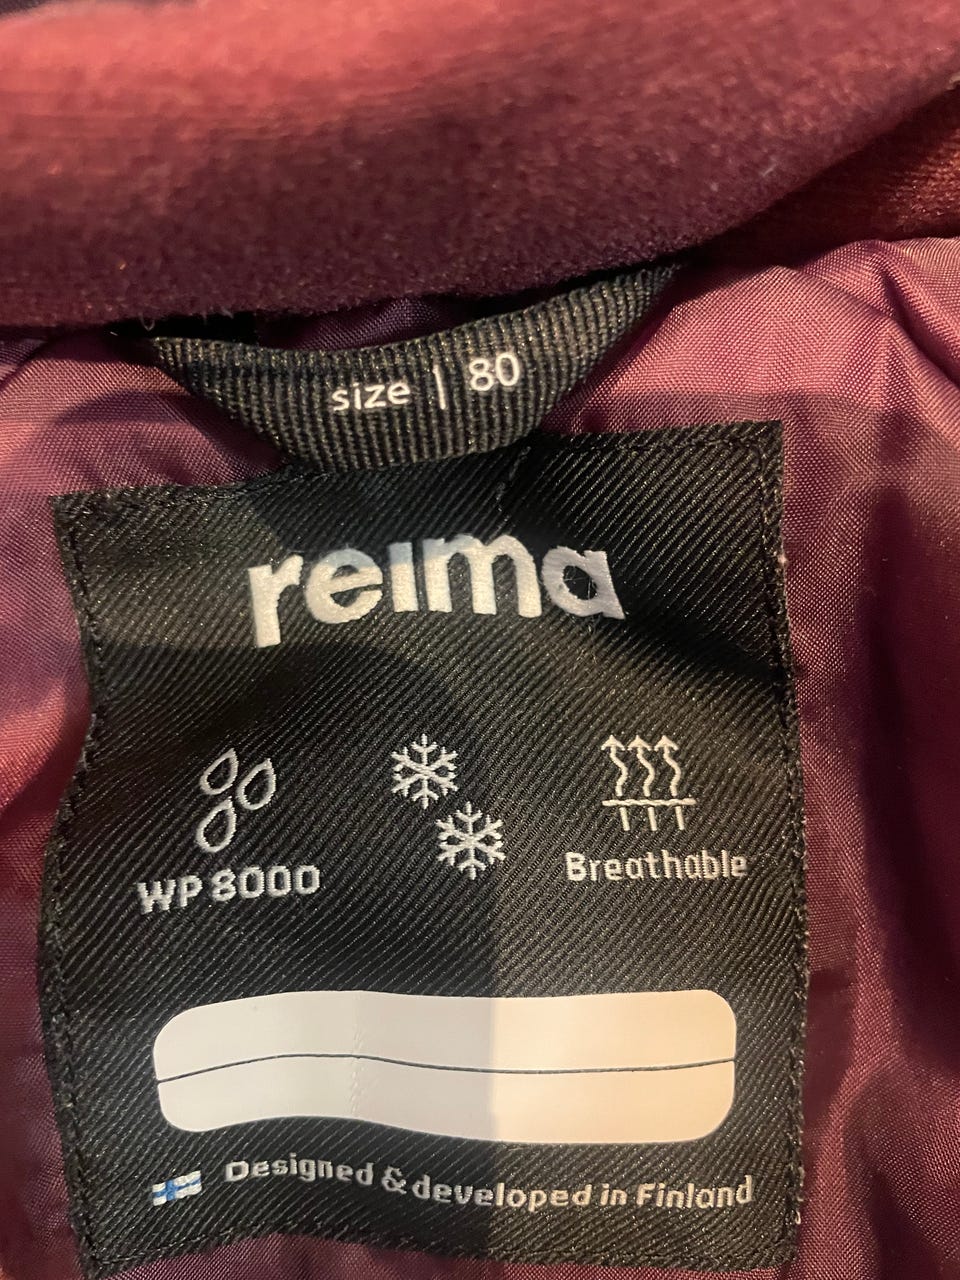 size | 80
reima
WP 8000
Breathable
Designed & developed in Finland